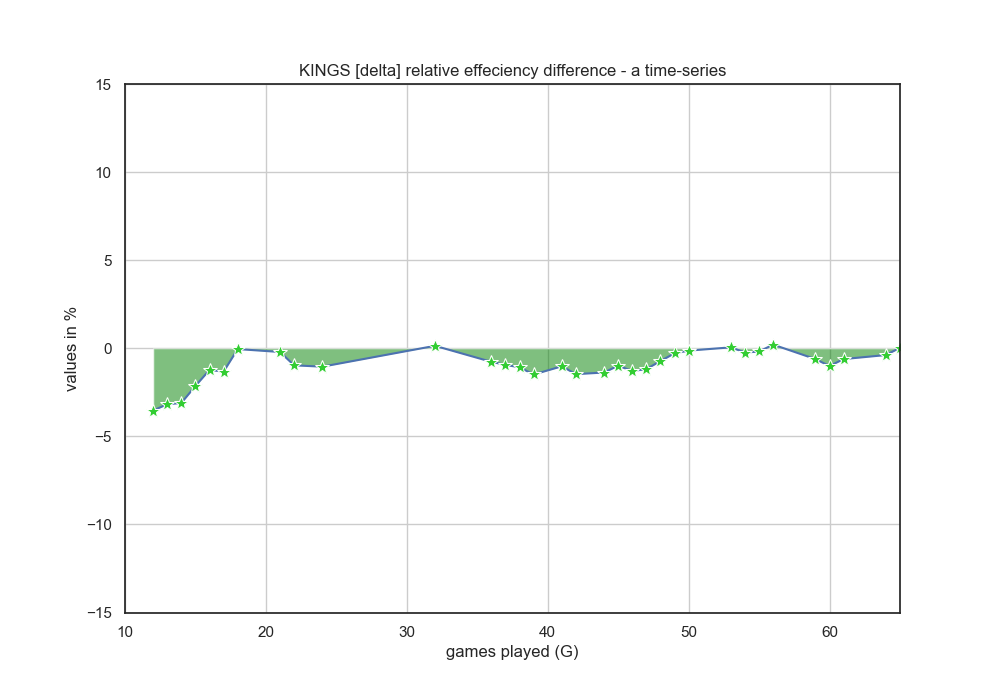 KINGS [delta] relative effeciency difference - a time-series
15
10
5
0
−5
−10
−15
values in %
10 20 30 40 50 60
games played (G)